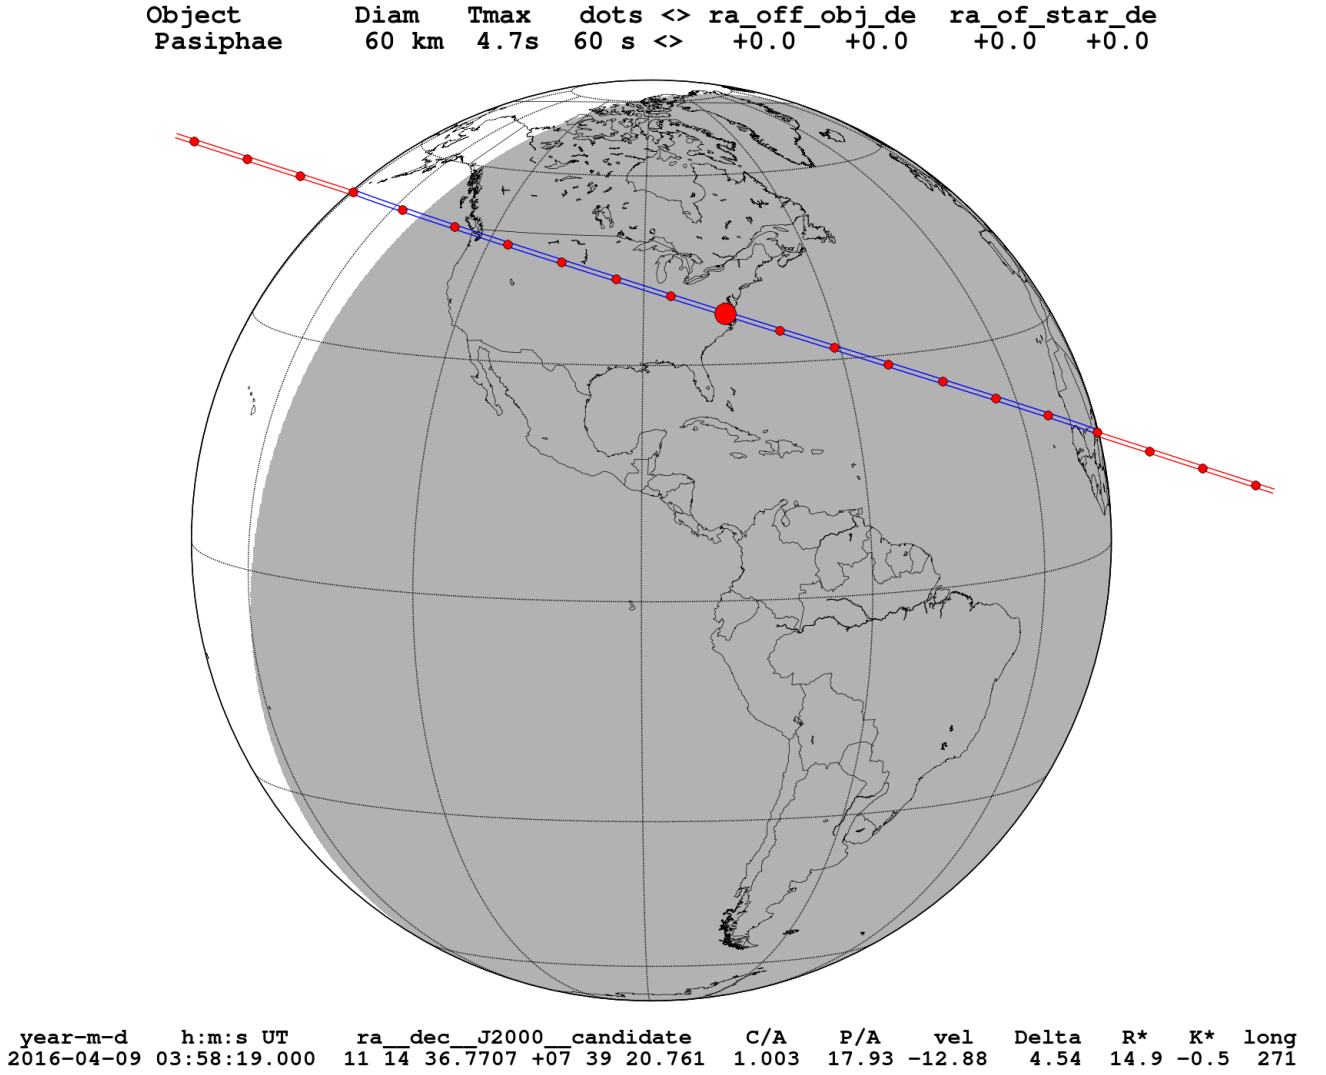 Object Diam Tmax dots <> ra_off_obj_de ra_of_star_de
Pasiphae 60 km 4.7s 60 s <> +0.0 +0.0 +0.0 +0.0
year-m-d h:m:s UT ra__dec__J2000__candidate C/A P/A vel Delta R* K* long
2016-04-09 03:58:19.000 11 14 36.7707 +07 39 20.761 1.003 17.93 -12.88 4.54 14.9 -0.5 271